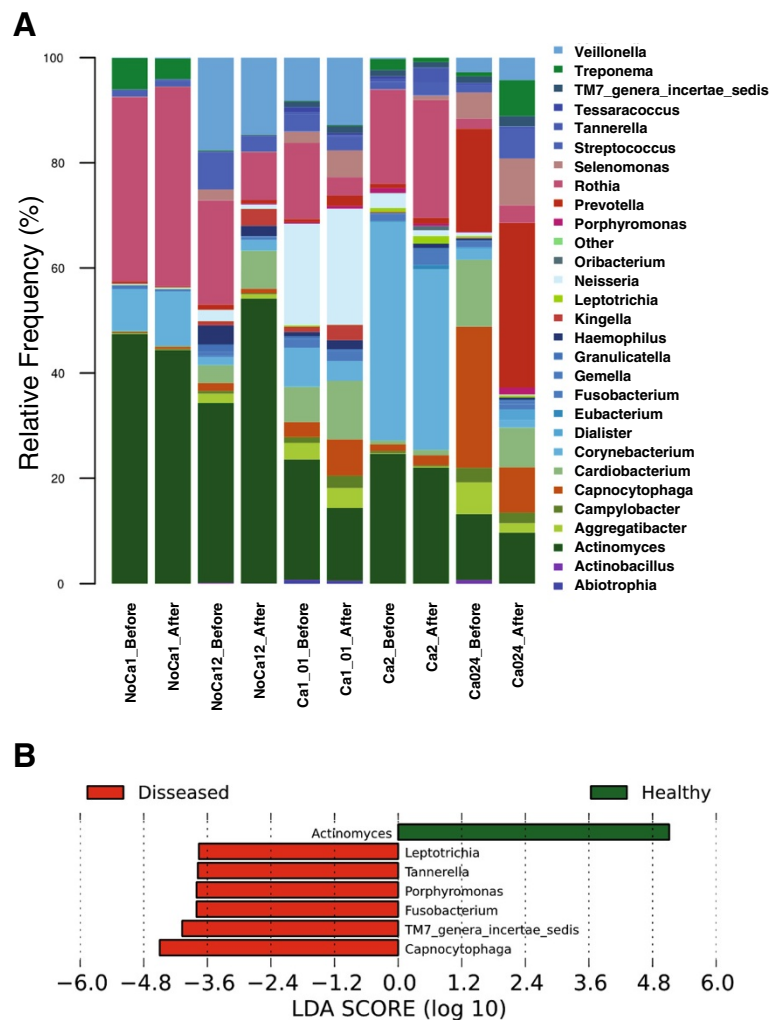 A
Relative Frequency (%)
100
80
60
40
20
0
Veillonella
Treponema
TM7_genera_incertae_sedis
Tessaracoccus
Tannerella
Streptococcus
Selenomonas
Rothia
Prevotella
Porphyromonas
Other
Oribacterium
Neisseria
Leptotrichia
Kingella
Haemophilus
Granulicatella
Gemella
Fusobacterium
Eubacterium
Dialister
Corynebacterium
Cardiobacterium
Capnocytophaga
Campylobacter
Aggregatibacter
Actinomyces
Actinobacillus
Abiotrophia
NoCa1_Before
NoCa1_After
NoCa12_Before
NoCa12_After
Ca1_01_Before
Ca1_01_After
Ca2_Before
Ca2_After
Ca024_Before
Ca024_After
B
Disseased
Healthy
Actinomyces
Leptotrichia
Tannerella
Porphyromonas
Fusobacterium
TM7_genera_incertae_sedis
Capnocytophaga
−6.0 −4.8 −3.6 −2.4 −1.2 0.0 1.2 2.4 3.6 4.8 6.0
LDA SCORE (log 10)